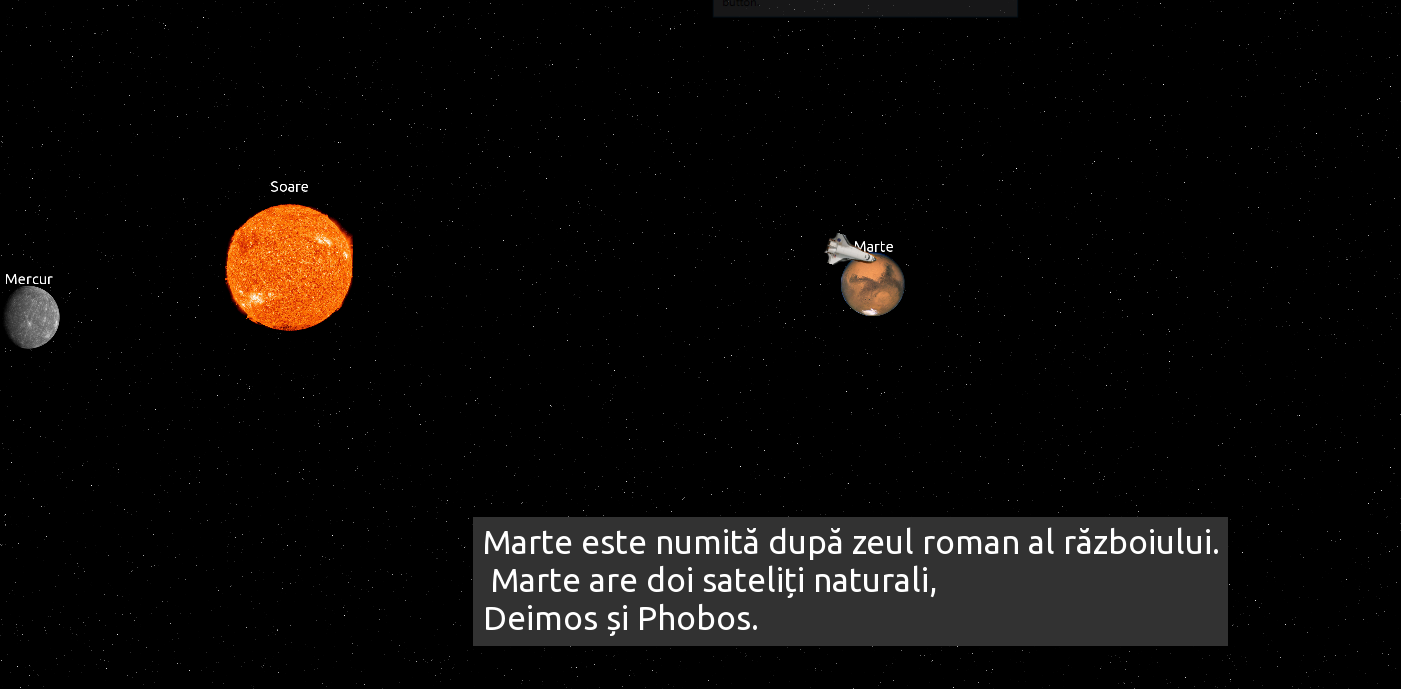 button.
Soare
Marte
Mercur
Marte este numită după zeul roman al războiului.
Marte are doi sateliți naturali,
Deimos și Phobos.